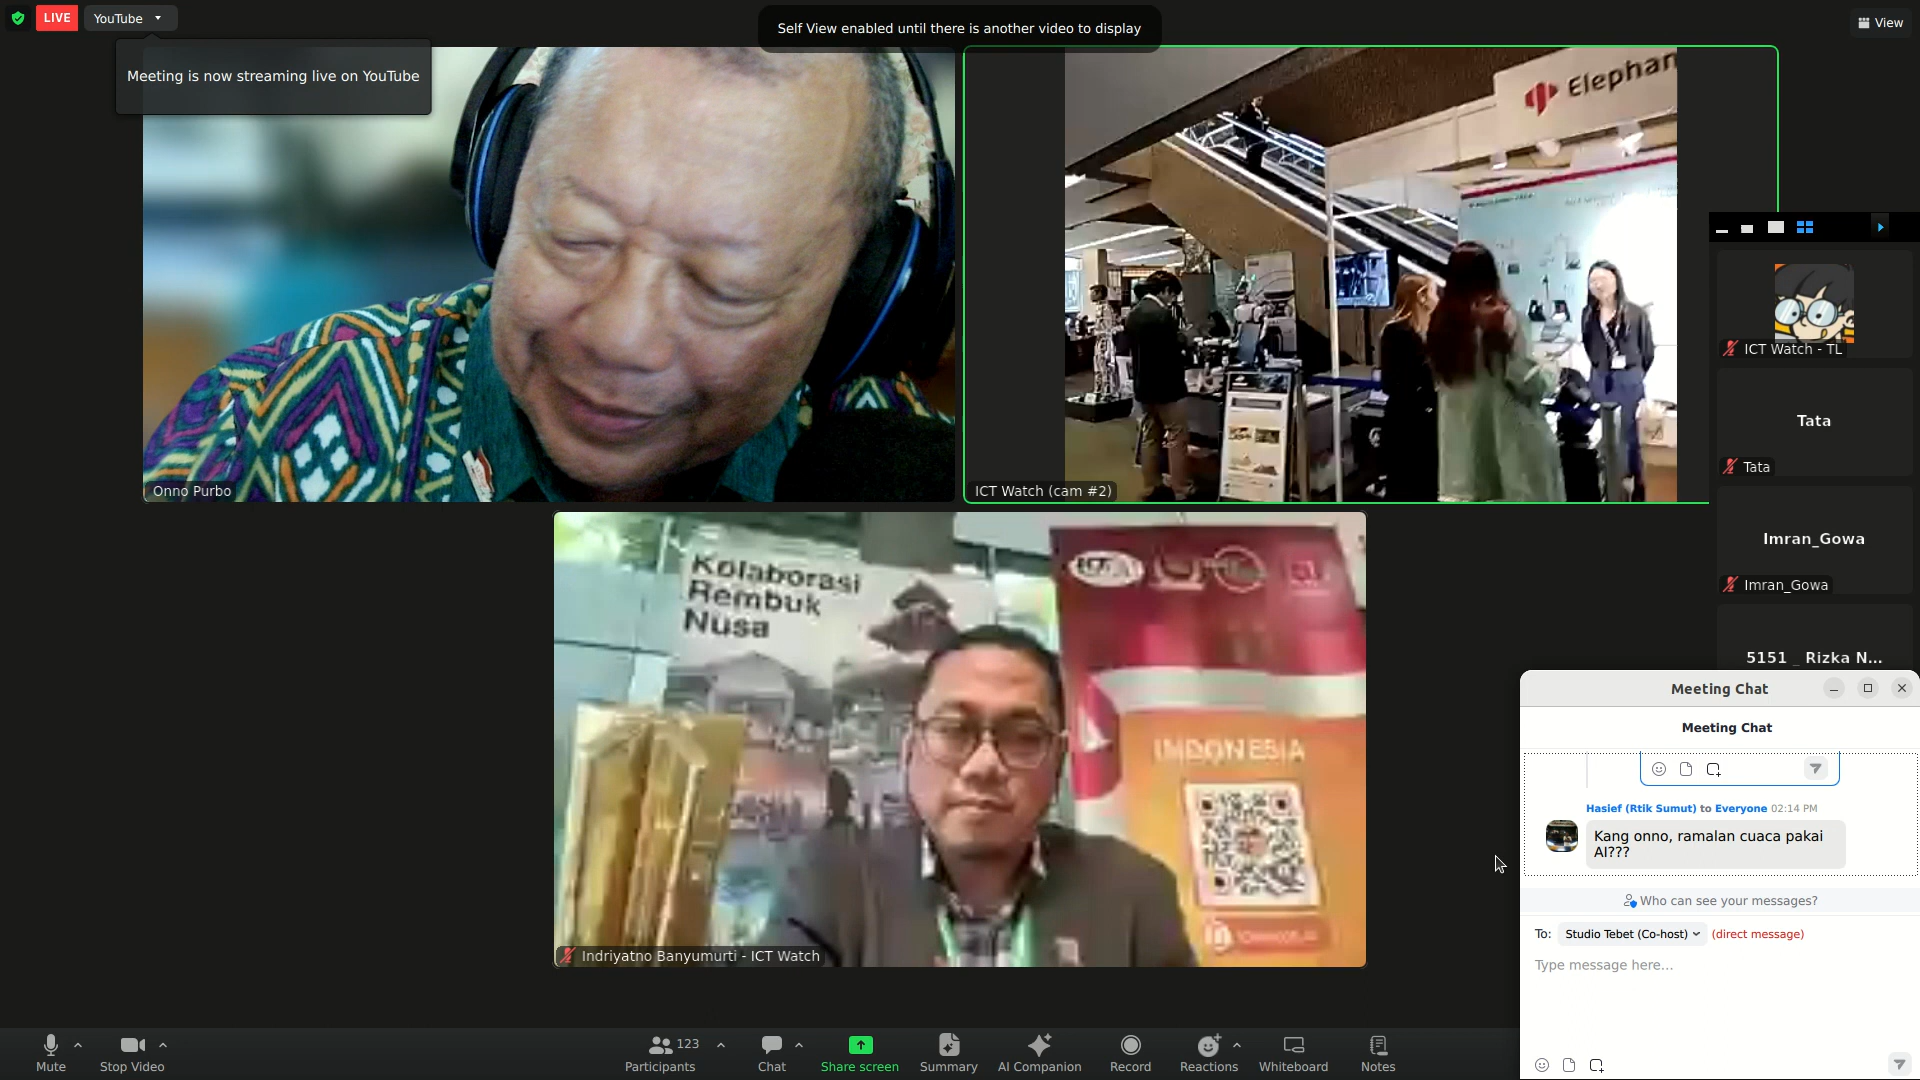 LIVE
YouTube
Self View enabled until there is another video to display
View
Meeting is now streaming live on YouTube
Elephan
Onno Purbo
ICT Watch (cam #2)
ICT Watch - TL
Tata
Tata
Imran_Gowa
Imran_Gowa
5151 _ Rizka N...
Kolaborasi
Rembuk
Nusa
INDONESIA
Indriyatno Banyumurti - ICT Watch
Meeting Chat
Meeting Chat
Hasief (Rtik Sumut) to Everyone 02:14 PM
Kang onno, ramalan cuaca pakai
AI???
Who can see your messages?
To: Studio Tebet (Co-host) (direct message)
Type message here...
Mute
Stop Video
123
Participants
Chat
Share screen
Summary
AI Companion
Record
Reactions
Whiteboard
Notes